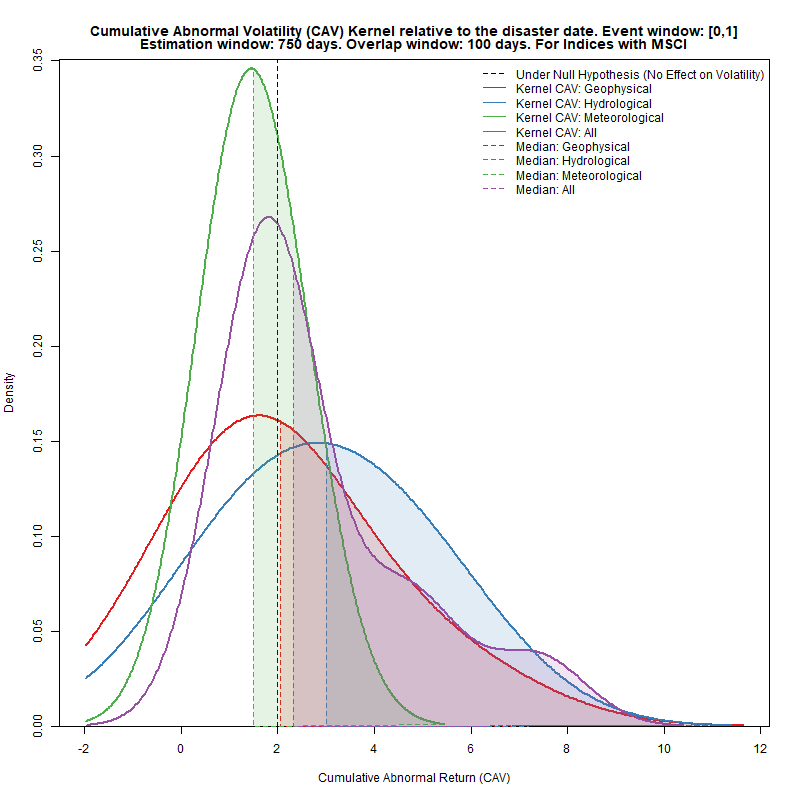 Cumulative Abnormal Volatility (CAV) Kernel relative to the disaster date. Event window: [0,1]
Estimation window: 750 days. Overlap window: 100 days. For Indices with MSCI
Under Null Hypothesis (No Effect on Volatility)
Kernel CAV: Geophysical
Kernel CAV: Hydrological
Kernel CAV: Meteorological
Kernel CAV: All
Median: Geophysical
Median: Hydrological
Median: Meteorological
Median: All
0.35
0.30
0.25
0.20
0.15
0.10
0.05
0.00
Density
-2 0 2 4 6 8 10 12
Cumulative Abnormal Return (CAV)